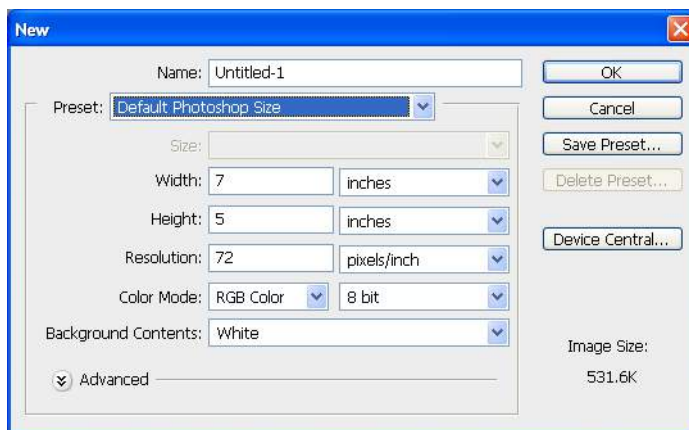 New
Name: Untitled-1
OK
Preset: Default Photoshop Size
Cancel
Size:
Save Preset...
Width: 7 inches
Delete Preset...
Height: 5 inches
Device Central...
Resolution: 72 pixels/inch
Color Mode: RGB Color 8 bit
Background Contents: White
Image Size:
531.6K
Advanced